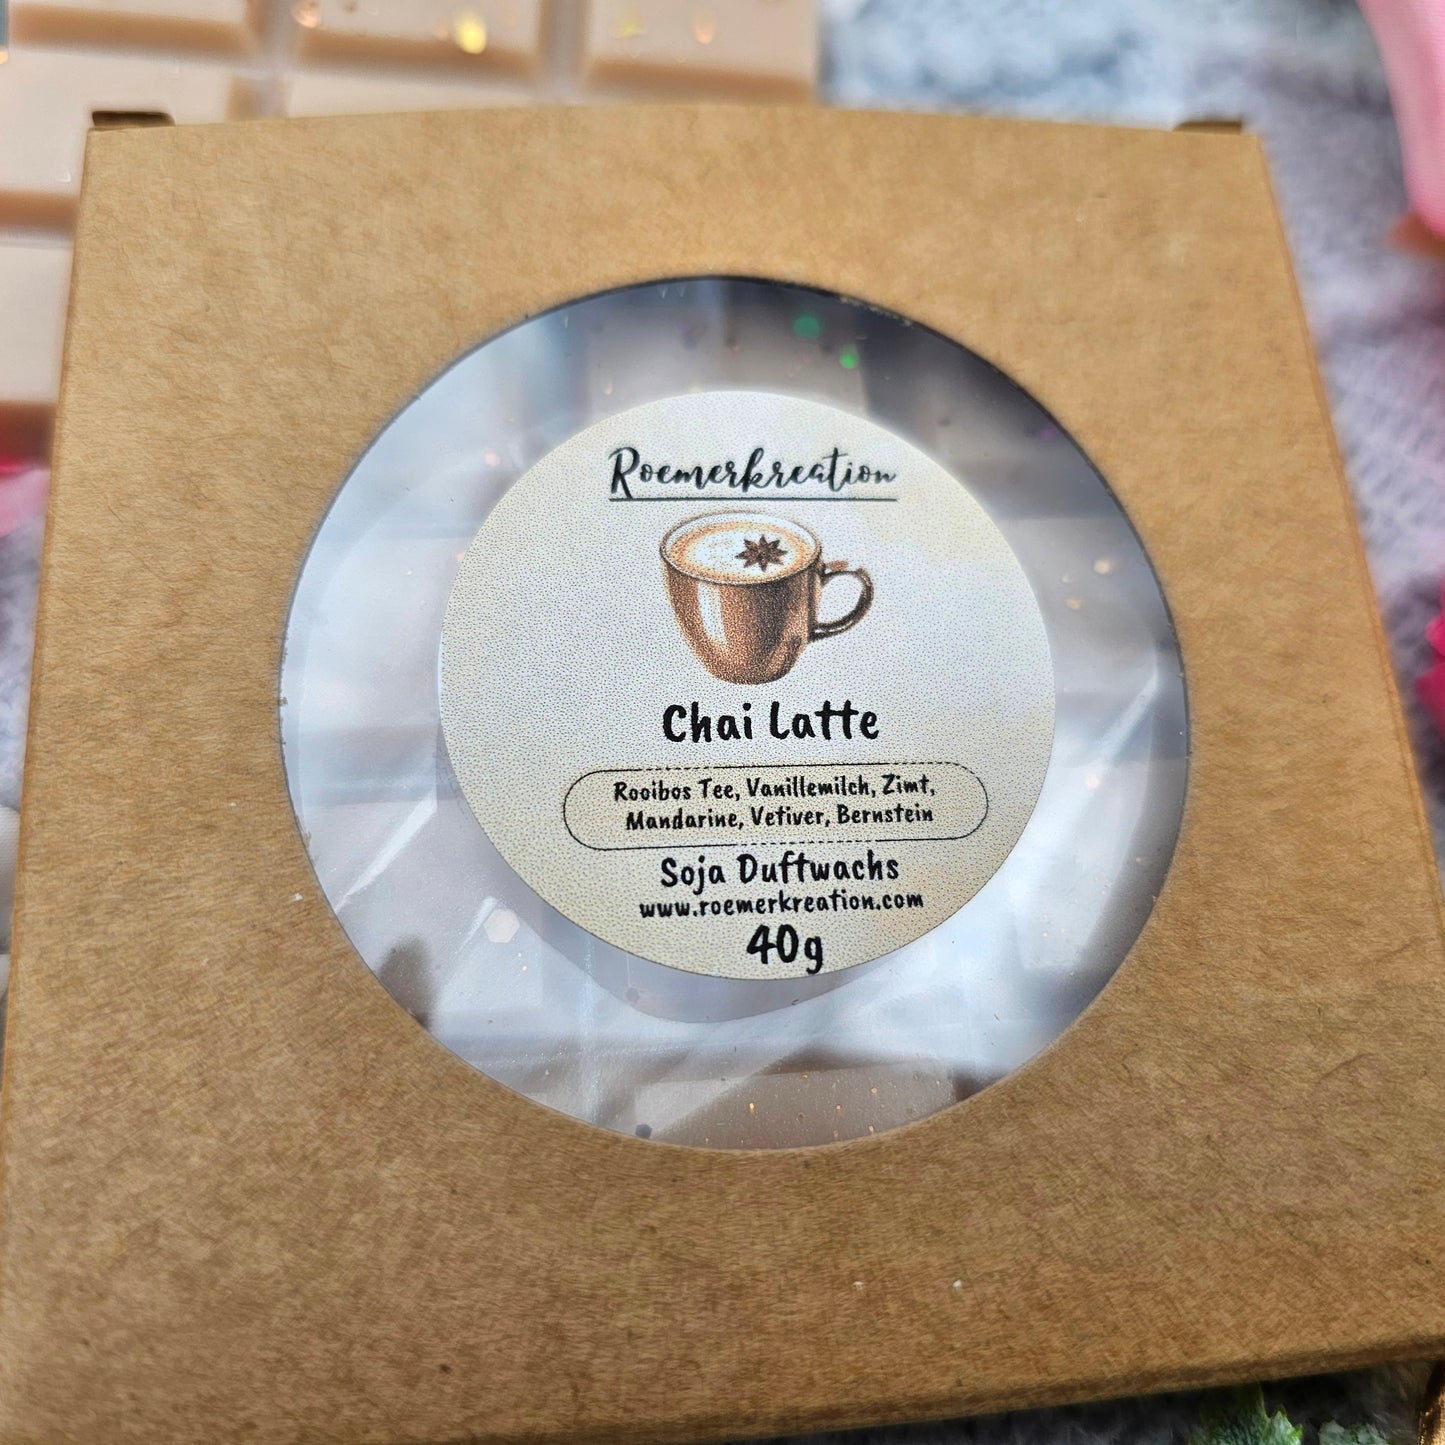 Roemerkreation
Chai Latte
Rooibos Tee, Vanillemilch, Zimt,
Mandarine, Vetiver, Bernstein
Soja Duftwachs
www.roemerkreation.com
40g